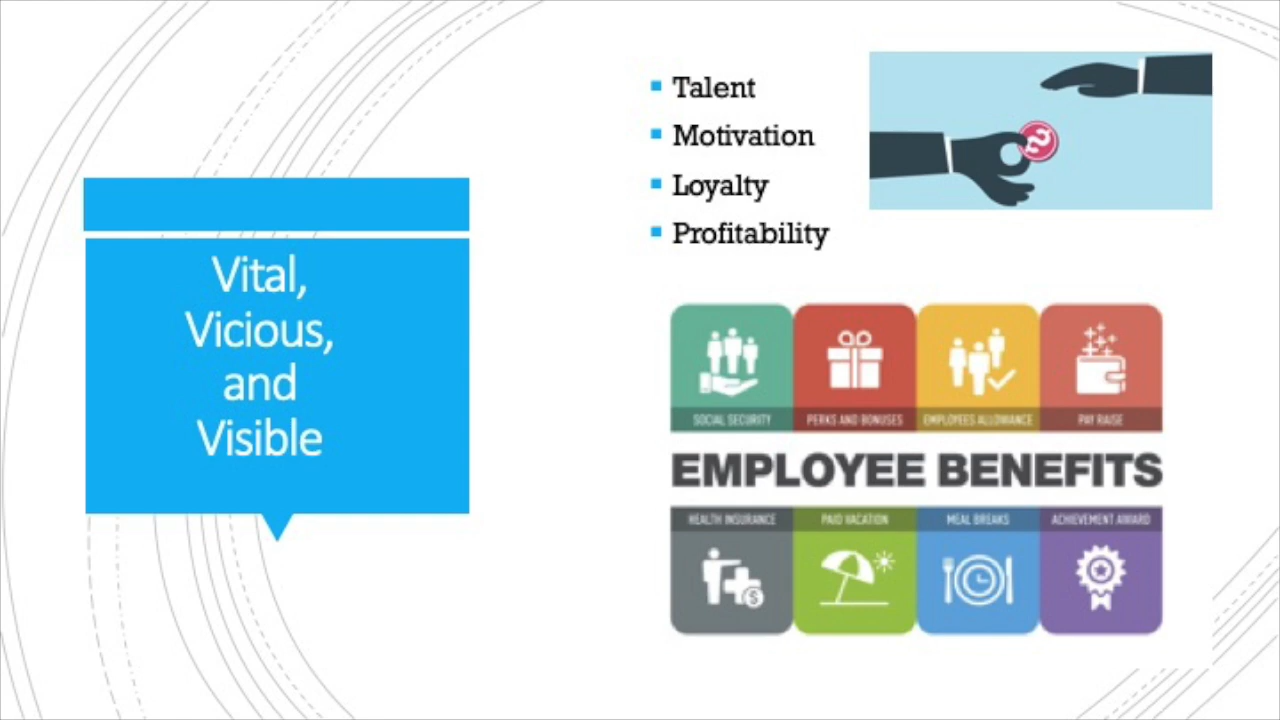 Vital,
Vicious,
and
Visible
Talent
Motivation
Loyalty
Profitability
SOCIAL SECURITY
PERKS AND BONUSES
EMPLOYEES ALLOWANCE
PAY RAISE
EMPLOYEE BENEFITS
HEALTH INSURANCE
PAID VACATION
MEAL BREAKS
ACHIEVEMENT AWARD
$